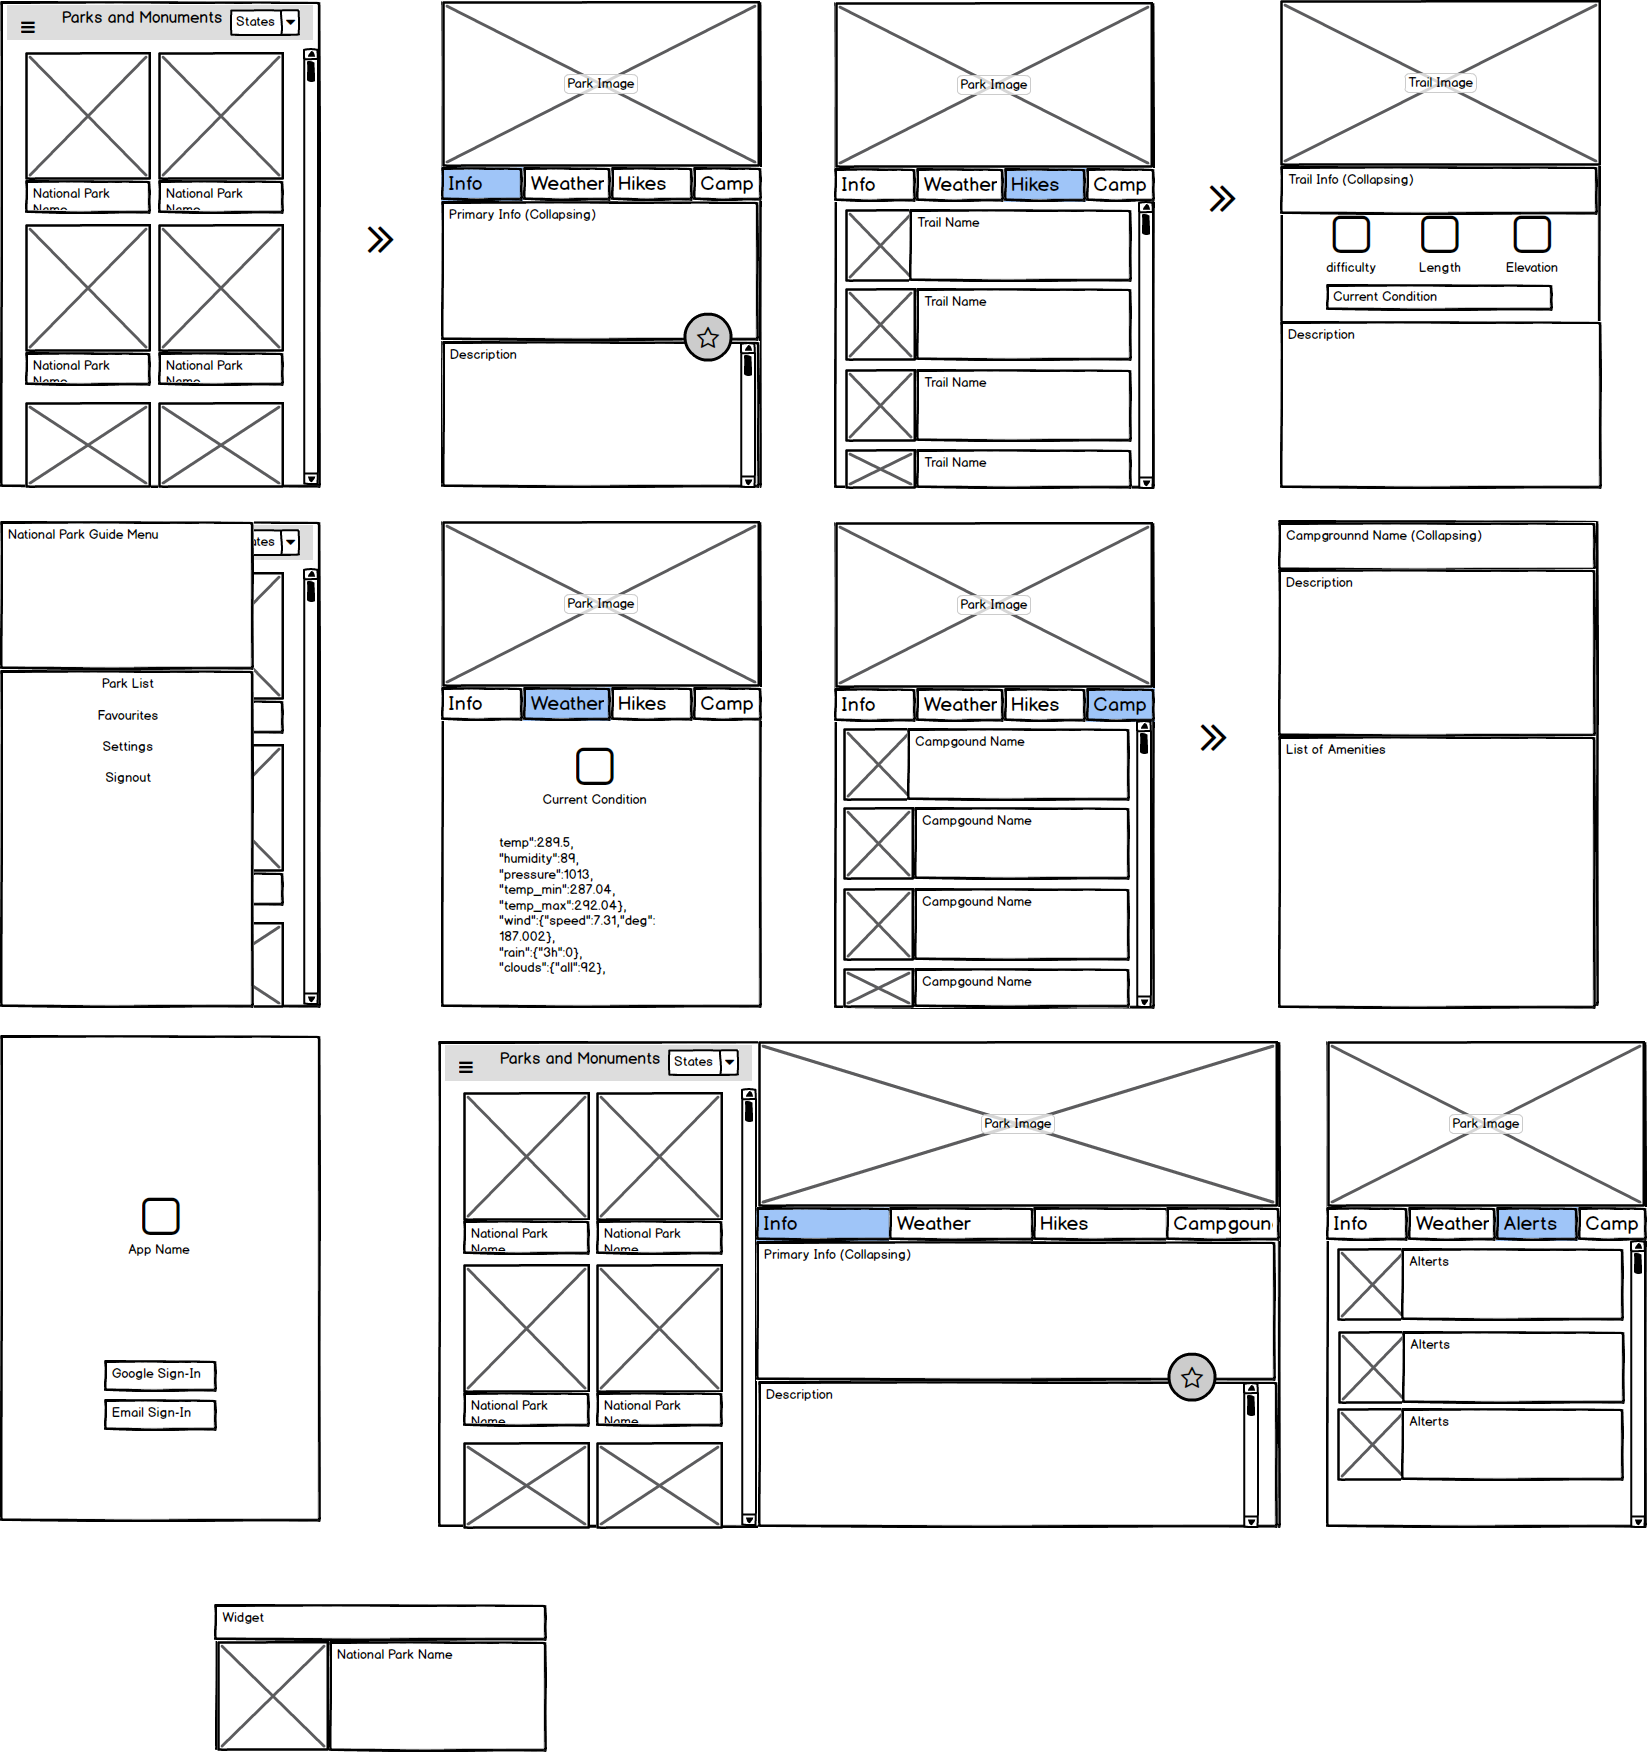 Parks and Monuments
States
National Park
Name
National Park
Name
National Park
Name
National Park
Name
Park Image
Info
Weather
Hikes
Camp
Primary Info (Collapsing)
Description
Park Image
Info
Weather
Hikes
Camp
Trail Name
Trail Name
Trail Name
Trail Name
Trail Image
Trail Info (Collapsing)
difficulty
Length
Elevation
Current Condition
Description
National Park Guide Menu
ates
Park List
Favourites
Settings
Signout
Park Image
Info
Weather
Hikes
Camp
Current Condition
temp":289.5,
"humidity":89,
"pressure":1013,
"temp_min":287.04,
"temp_max":292.04},
"wind":{"speed":7.31,"deg":
187.002},
"rain":{"3h":0},
"clouds":{"all":92},
Park Image
Info
Weather
Hikes
Camp
Campgound Name
Campgound Name
Campgound Name
Campgound Name
Campgrounnd Name (Collapsing)
Description
List of Amenities
App Name
Google Sign-In
Email Sign-In
Parks and Monuments
States
National Park
Name
National Park
Name
National Park
Name
National Park
Name
Park Image
Info
Weather
Hikes
Campgoun
Primary Info (Collapsing)
Description
Park Image
Info
Weather
Alerts
Camp
Alterts
Alterts
Alterts
Widget
National Park Name